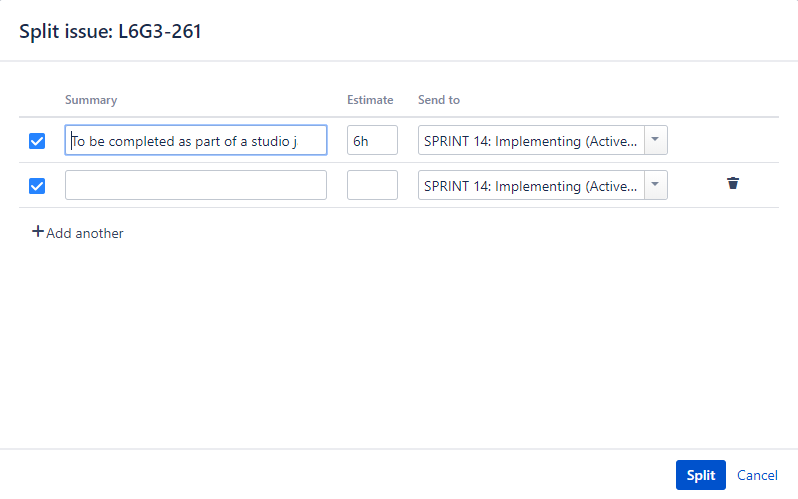 Split issue: L6G3-261
Summary Estimate Send to
To be completed as part of a studio j 6h SPRINT 14: Implementing (Active...
SPRINT 14: Implementing (Active...
+Add another
Split Cancel